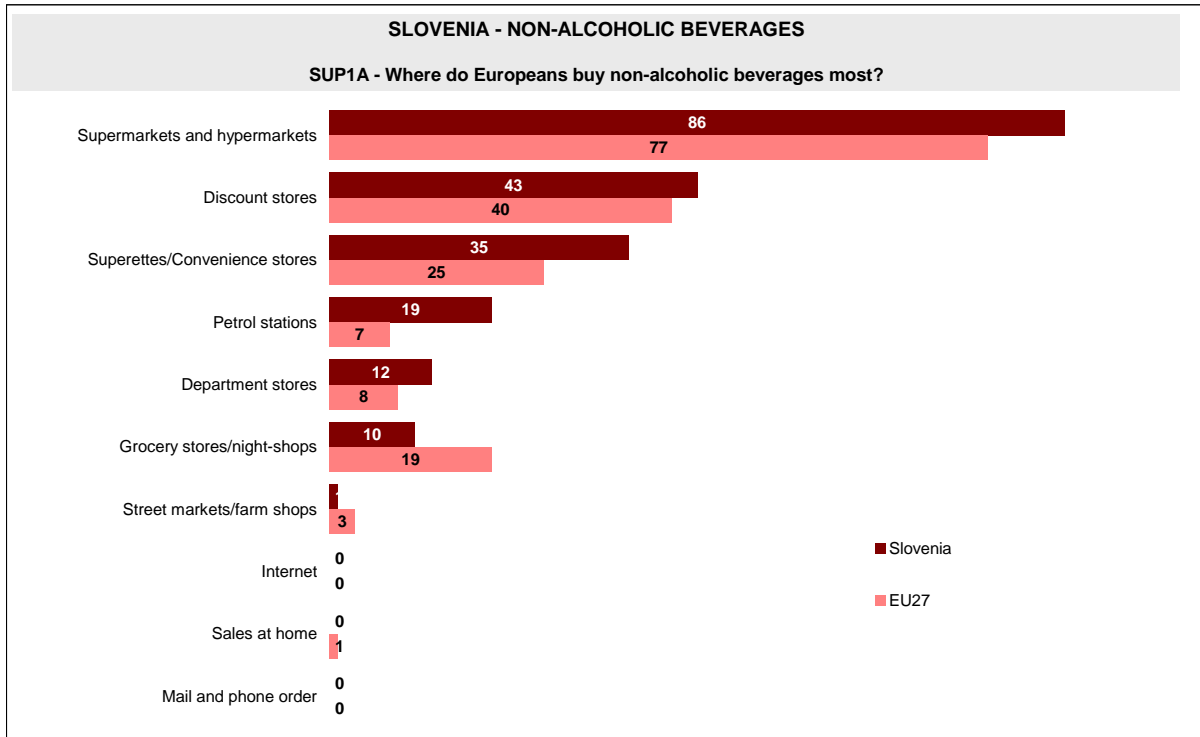 SLOVENIA - NON-ALCOHOLIC BEVERAGES
SUP1A - Where do Europeans buy non-alcoholic beverages most?
Supermarkets and hypermarkets
86
77
Discount stores
43
40
Superettes/Convenience stores
35
25
Petrol stations
19
7
Department stores
12
8
Grocery stores/night-shops
10
19
Street markets/farm shops
3
Internet
0
0
Sales at home
0
1
Mail and phone order
0
0
Slovenia
EU27